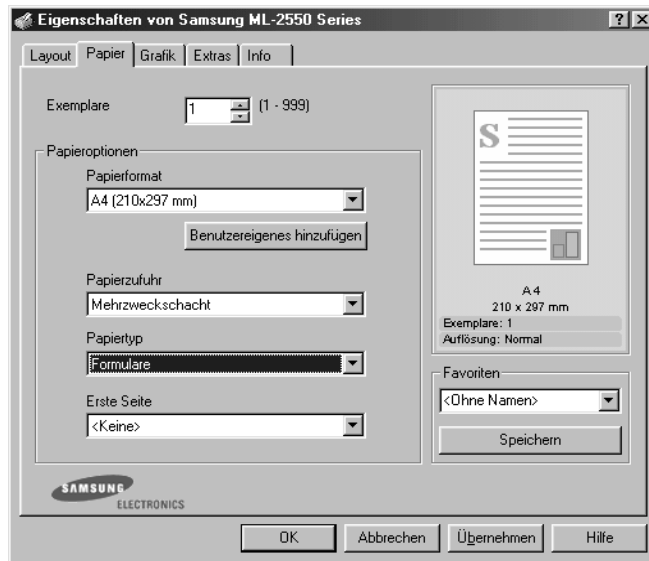 Eigenschaften von Samsung ML-2550 Series
Layout Papier Grafik Extras Info
Exemplare 1 (1 - 999)
Papieroptionen
Papierformat
A4 (210x297 mm)
Benutzereigenes hinzufügen
Papierzufuhr
Mehrzweckschacht
Papiertyp
Formulare
Erste Seite
<Keine>
S
A4
210 x 297 mm
Exemplare: 1
Auflösung: Normal
Favoriten
<Ohne Namen>
Speichern
SAMSUNG
ELECTRONICS
OK Abbrechen Übernehmen Hilfe